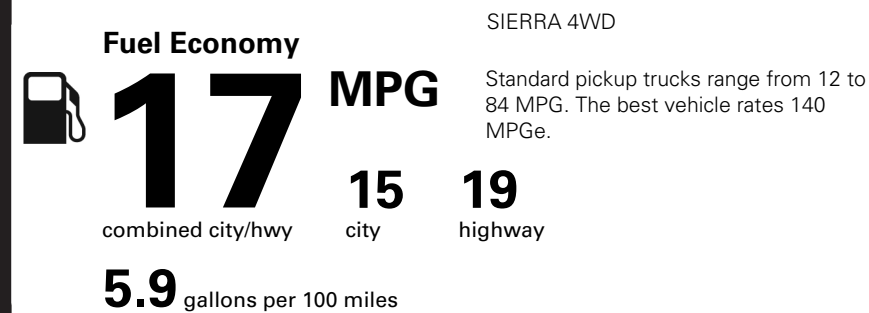 SIERRA 4WD
Fuel Economy
17 MPG
Standard pickup trucks range from 12 to
84 MPG. The best vehicle rates 140
MPGe.
15 19
combined city/hwy city highway
5.9 gallons per 100 miles